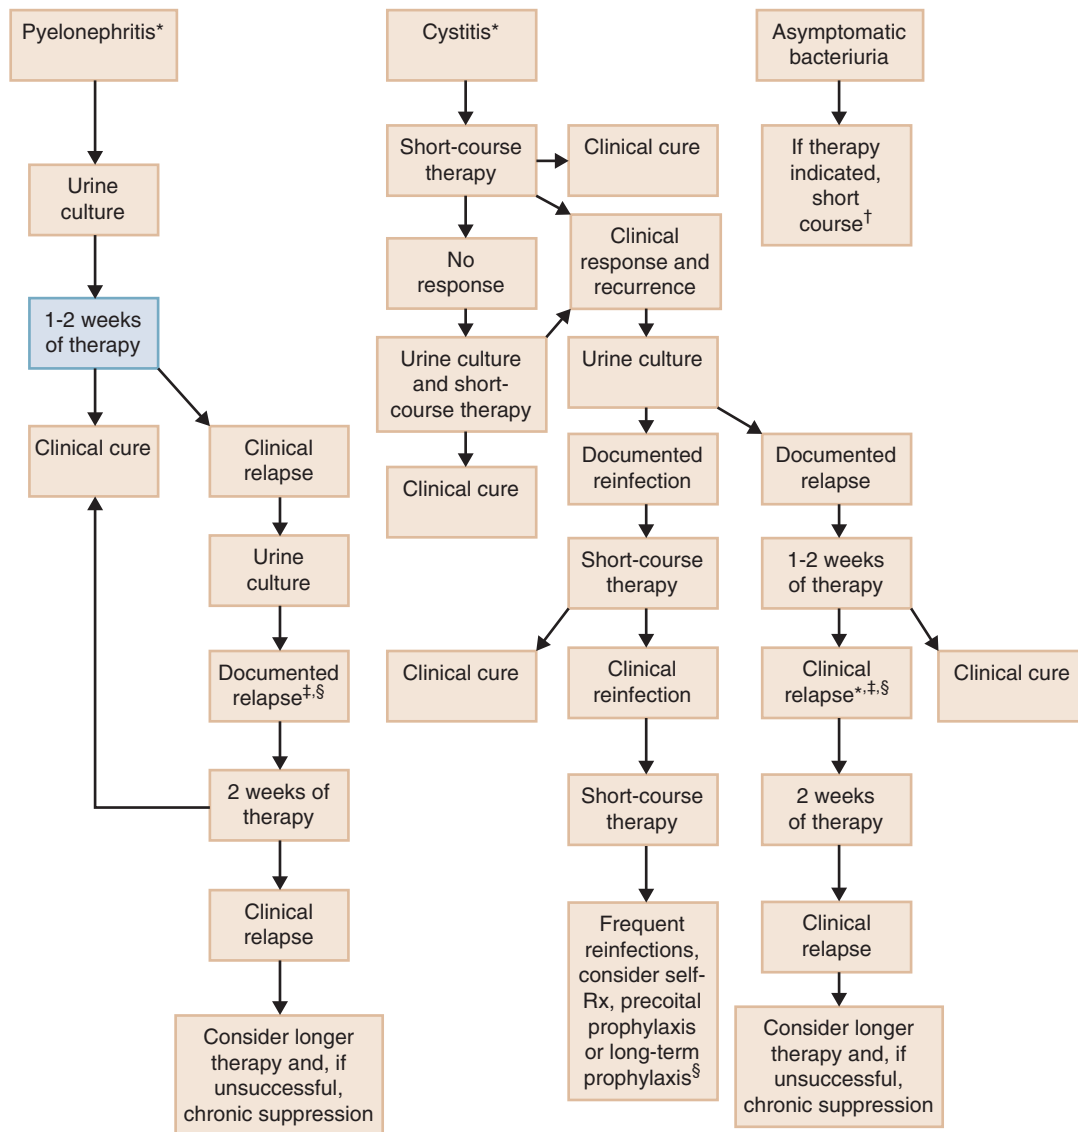 Pyelonephritis*
Urine
culture
1-2 weeks
of therapy
Clinical cure
Clinical
relapse
Urine
culture
Documented
relapse‡,§
2 weeks of
therapy
Clinical
relapse
Consider longer
therapy and, if
unsuccessful,
chronic suppression
Cystitis*
Short-course
therapy
Clinical cure
No
response
Clinical
response and
recurrence
Urine culture
and short-
course therapy
Clinical cure
Urine culture
Documented
reinfection
Short-course
therapy
Clinical cure
Clinical
reinfection
Short-course
therapy
Frequent
reinfections,
consider self-
Rx, precoital
prophylaxis
or long-term
prophylaxis§
Documented
relapse
1-2 weeks
of therapy
Clinical
relapse*,‡,§
Clinical cure
2 weeks
of therapy
Clinical
relapse
Consider longer
therapy and, if
unsuccessful,
chronic suppression
Asymptomatic
bacteriuria
If therapy
indicated,
short
course†